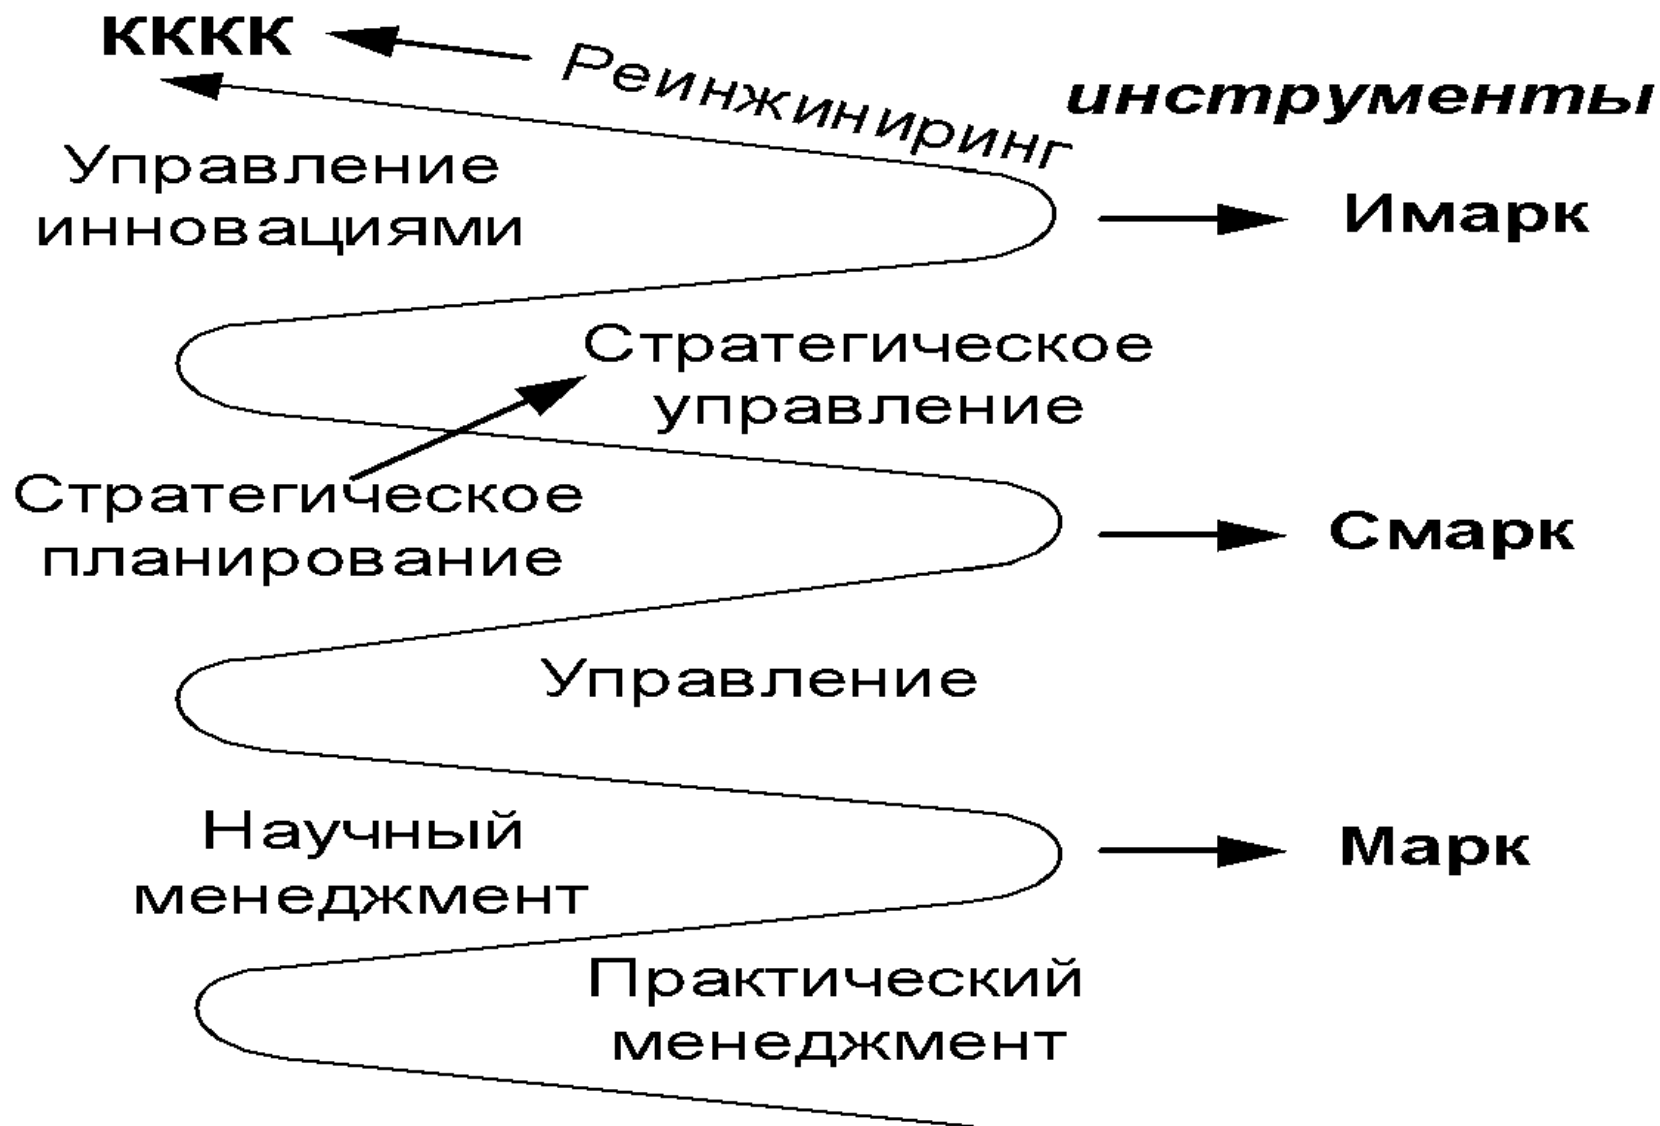 КККК
Реинжиниринг
инструменты
Управление
инновациями
Имарк
Стратегическое
управление
Стратегическое
планирование
Смарк
Управление
Научный
менеджмент
Марк
Практический
менеджмент